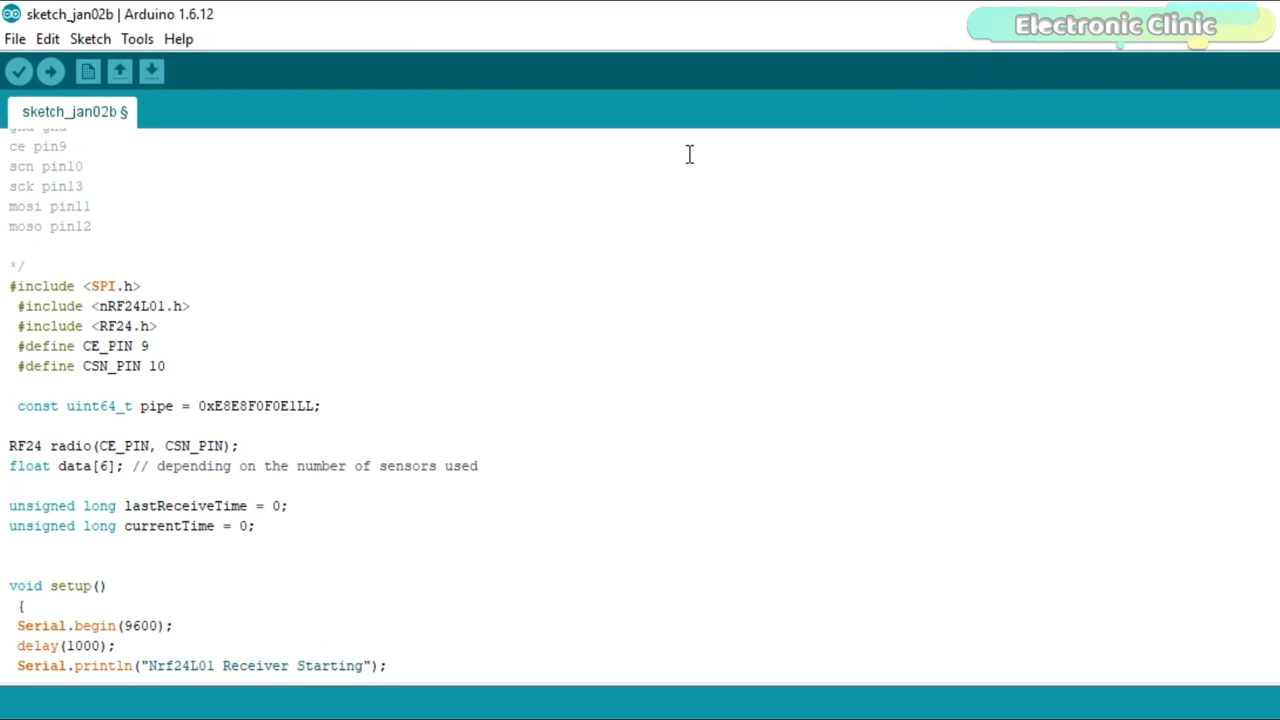 sketch_jan02b | Arduino 1.6.12
Electronic Clinic
File Edit Sketch Tools Help
sketch_jan02b §
gnd gnd
ce pin9
scn pin10
sck pin13
mosi pin11
moso pin12
*/
#include <SPI.h>
#include <nRF24L01.h>
#include <RF24.h>
#define CE_PIN 9
#define CSN_PIN 10
const uint64_t pipe = 0xE8E8F0F0E1LL;
RF24 radio(CE_PIN, CSN_PIN);
float data[6]; // depending on the number of sensors used
unsigned long lastReceiveTime = 0;
unsigned long currentTime = 0;
void setup()
{
Serial.begin(9600);
delay(1000);
Serial.println("Nrf24L01 Receiver Starting");